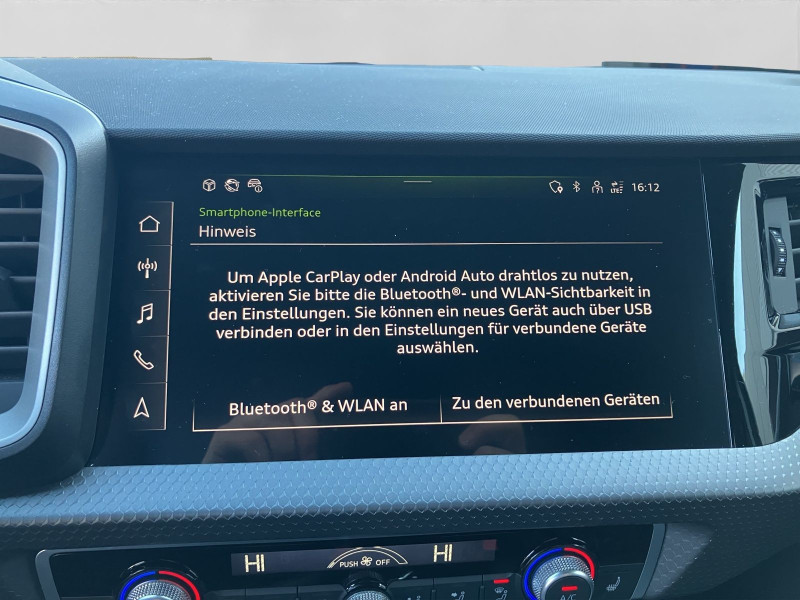 LTE
16:12
Smartphone-Interface
Hinweis
Um Apple CarPlay oder Android Auto drahtlos zu nutzen,
aktivieren Sie bitte die Bluetooth®- und WLAN-Sichtbarkeit in
den Einstellungen. Sie können ein neues Gerät auch über USB
verbinden oder in den Einstellungen für verbundene Geräte
auswählen.
Bluetooth® & WLAN an
Zu den verbundenen Geräten
HI
PUSH OFF
HI
A/C